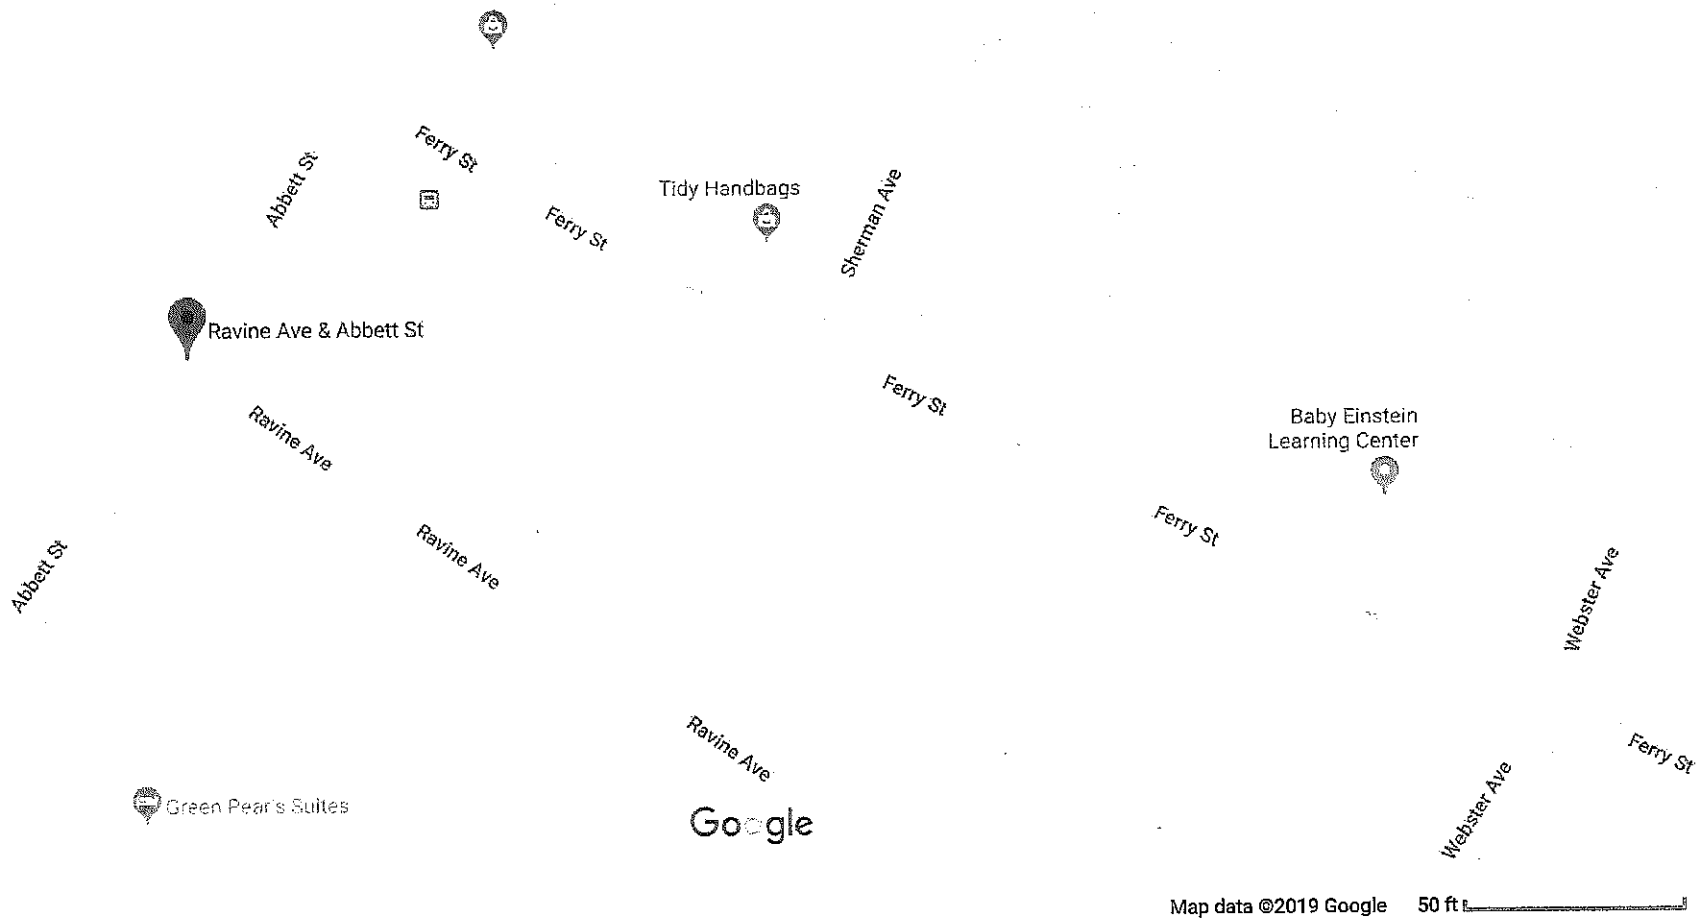 Ferry St
Abbett St
Tidy Handbags
Sherman Ave
Ferry St
Ravine Ave & Abbett St
Ferry St
Baby Einstein
Learning Center
Ravine Ave
Ferry St
Ravine Ave
Abbett St
Webster Ave
Ravine Ave
Ferry St
Webster Ave
Green Pear's Suites
Google
Map data ©2019 Google
50 ft